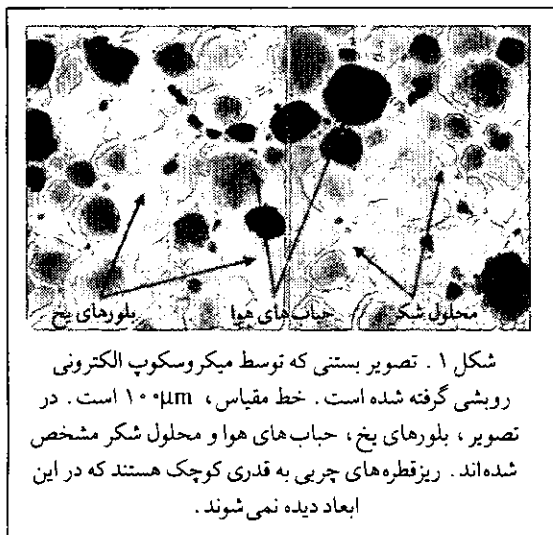 بلورهای یخ حباب‌های هوا محلول شکر
شکل ۱. تصویر بستنی که توسط میکروسکوپ الکترونی
روبشی گرفته شده است. خط مقیاس، ۱۰۰µm است. در
تصویر، بلورهای یخ، حباب‌های هوا و محلول شکر مشخص
شده‌اند. ریزقطره‌های چربی به قدری کوچک هستند که در این
ابعاد دیده نمی‌شوند.